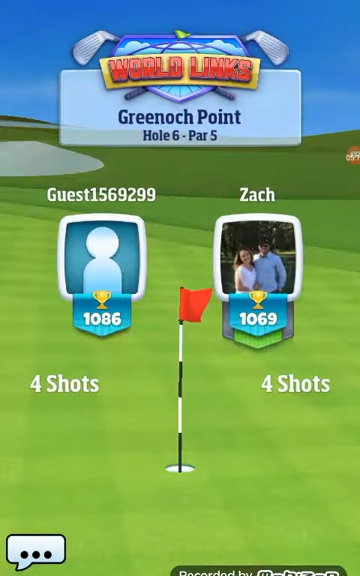 WORLD LINKS
Greenoch Point
Hole 6 - Par 5
Guest1569299
Zach
1086
1069
4 Shots
4 Shots
Recorded by